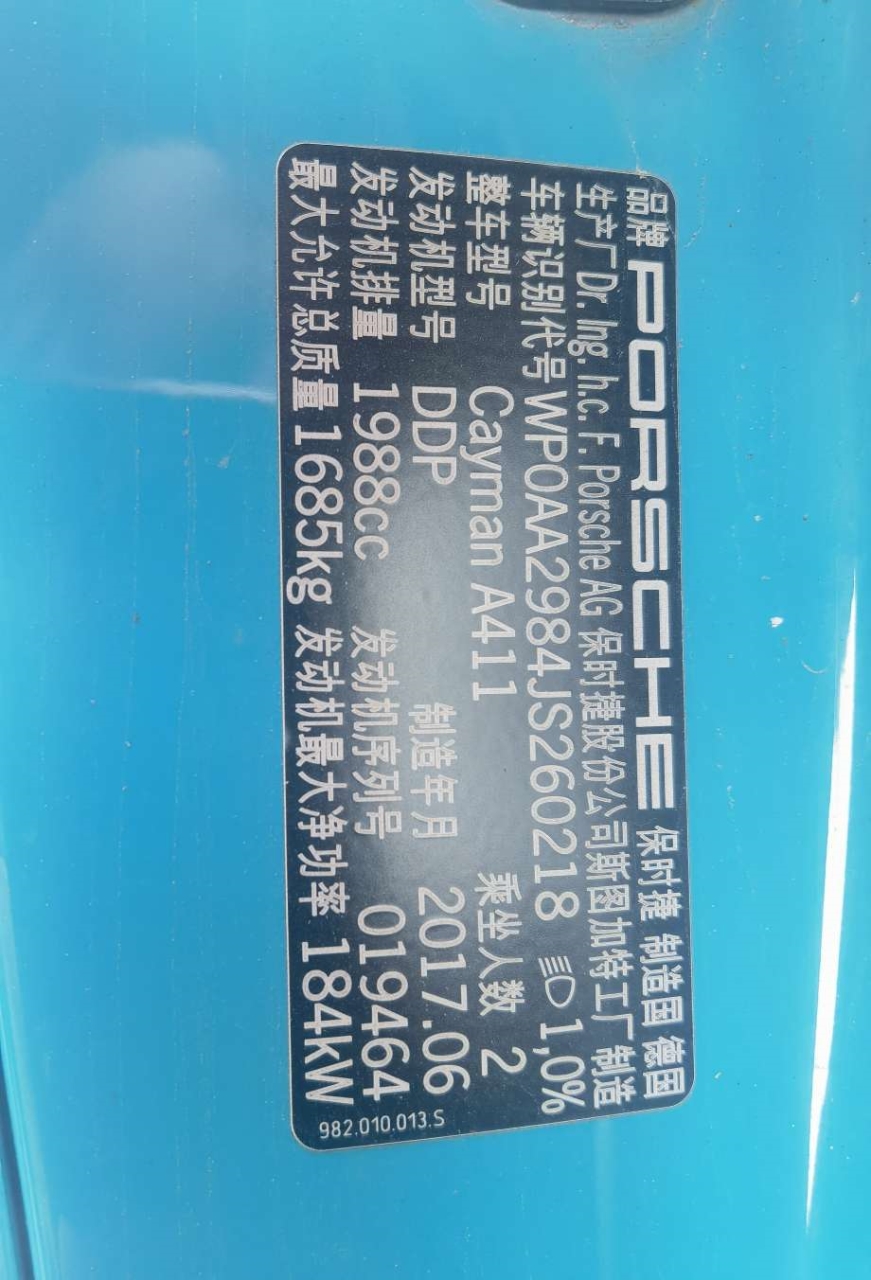 品牌 PORSCHE 保时捷 制造国 德国
生产厂 Dr. Ing. h.c. F. Porsche AG 保时捷股份公司斯图加特工厂 制造
车辆识别代号 WP0AA2984JS260218 1,0%
整车型号 Cayman A411 乘坐人数 2
发动机型号 DDP 制造年月 2017.06
发动机排量 1988cc 发动机序列号 019464
最大允许总质量 1685kg 发动机最大净功率 184kW
982.010.013.S